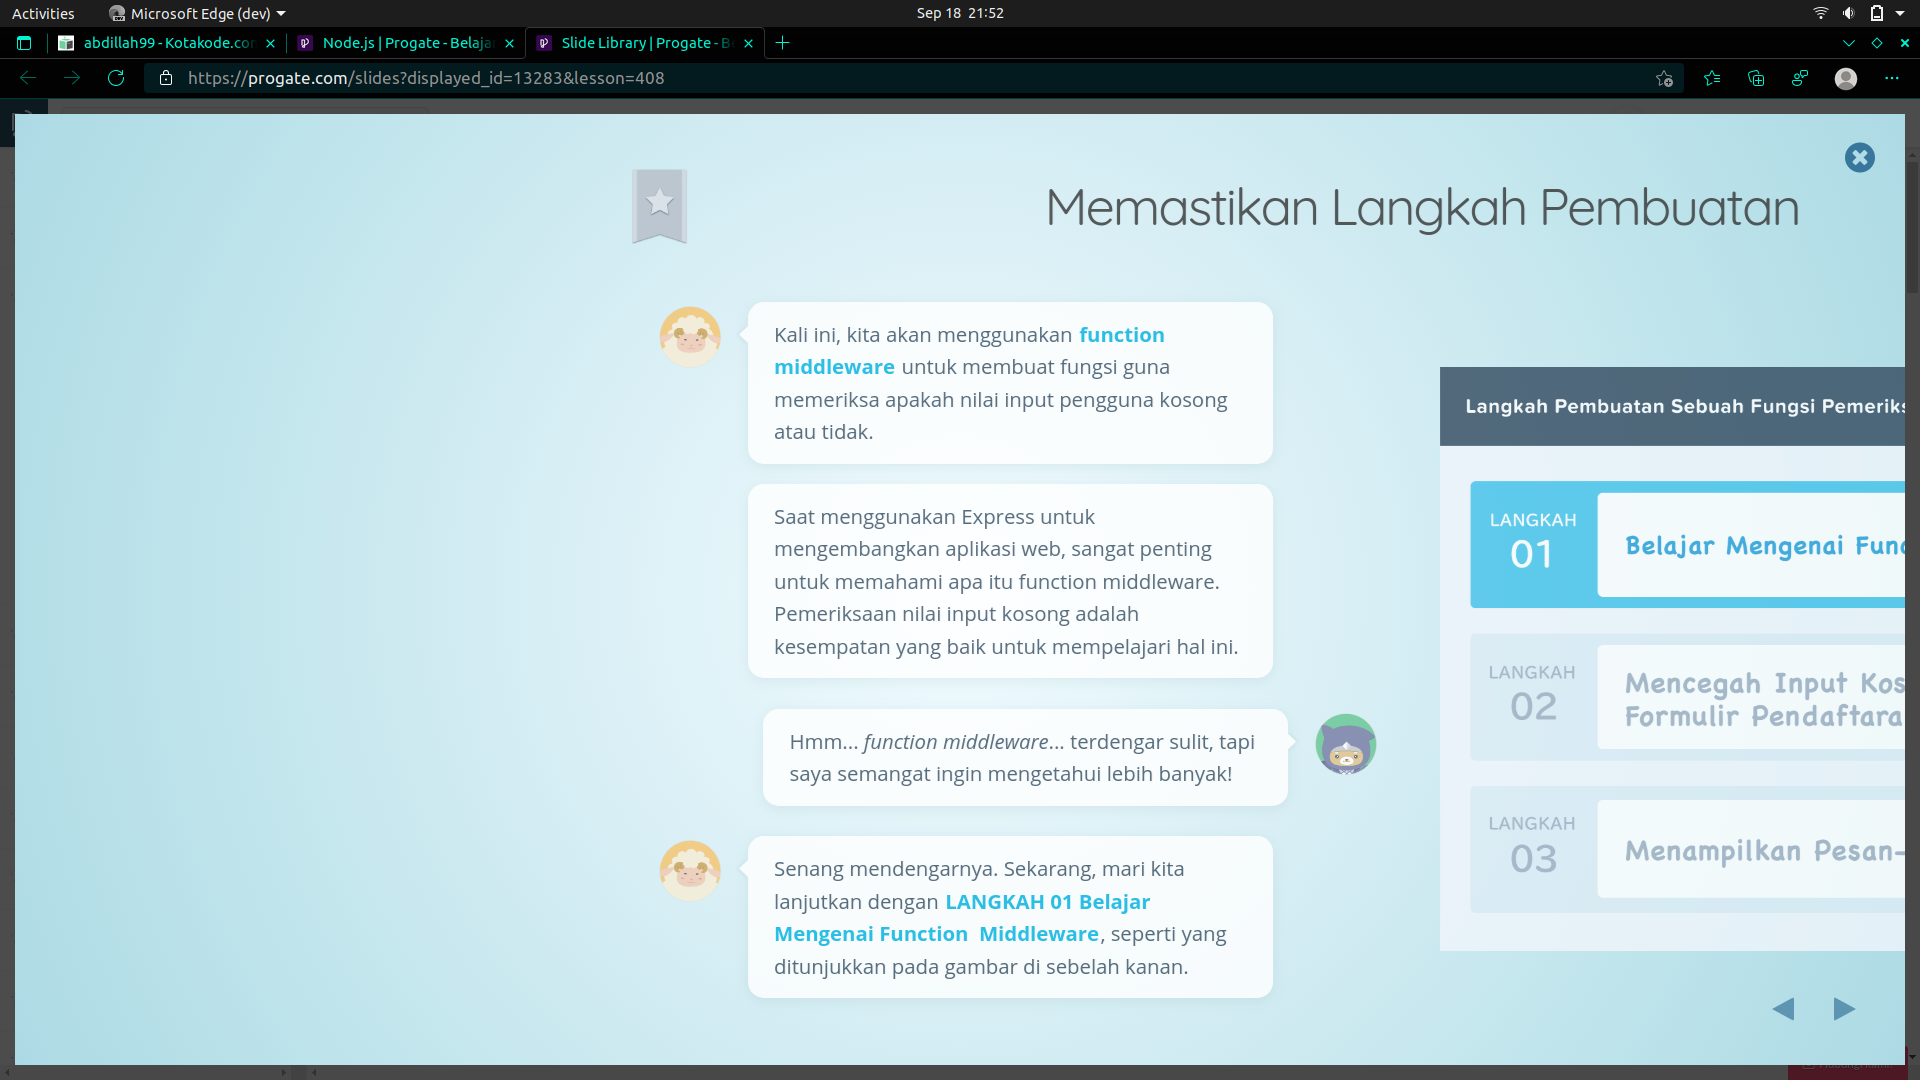 Activities
Microsoft Edge (dev)
Sep 18 21:52
abdillah99 - Kotakode.con
Node.js | Progate - Belaja
Slide Library | Progate - B
https://progate.com/slides?displayed_id=13283&lesson=408
Memastikan Langkah Pembuatan
Kali ini, kita akan menggunakan function
middleware untuk membuat fungsi guna
memeriksa apakah nilai input pengguna kosong
atau tidak.
Saat menggunakan Express untuk
mengembangkan aplikasi web, sangat penting
untuk memahami apa itu function middleware.
Pemeriksaan nilai input kosong adalah
kesempatan yang baik untuk mempelajari hal ini.
Hmm... function middleware... terdengar sulit, tapi
saya semangat ingin mengetahui lebih banyak!
Senang mendengarnya. Sekarang, mari kita
lanjutkan dengan LANGKAH 01 Belajar
Mengenai Function Middleware, seperti yang
ditunjukkan pada gambar di sebelah kanan.
Langkah Pembuatan Sebuah Fungsi Pemeriks
LANGKAH
01
Belajar Mengenai Func
LANGKAH
02
Mencegah Input Kos
Formulir Pendaftara
LANGKAH
03
Menampilkan Pesan-